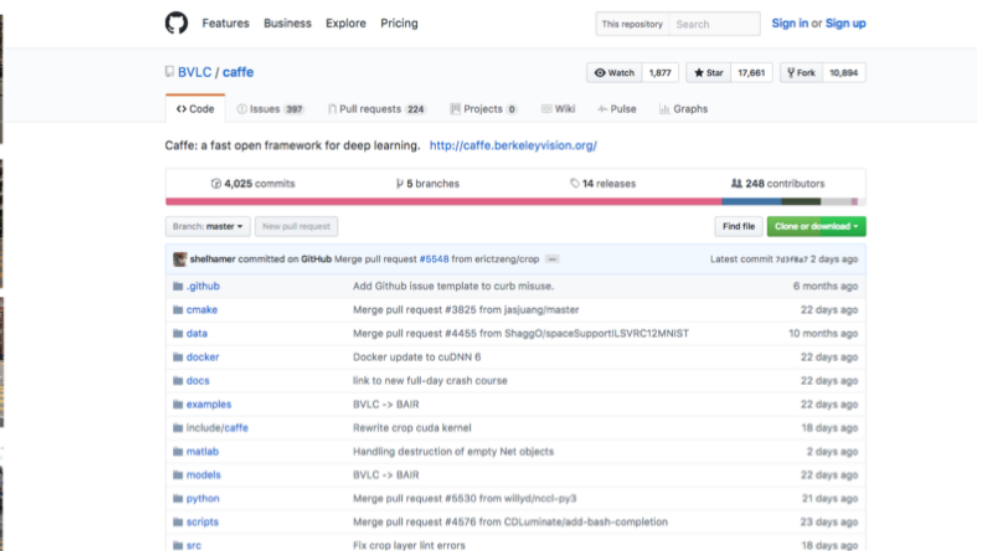 Features Business Explore Pricing This repository Search Sign in or Sign up
BVLC / caffe Watch 1,877 Star 17,661 Fork 10,894
Code Issues 397 Pull requests 224 Projects 0 Wiki Pulse Graphs
Caffe: a fast open framework for deep learning. http://caffe.berkeleyvision.org/
4,025 commits 5 branches 14 releases 248 contributors
Branch: master New pull request Find file Clone or download
shelhamer committed on GitHub Merge pull request #5548 from erictzeng/crop ... Latest commit 7d3f8a7 2 days ago
.github Add Github issue template to curb misuse. 6 months ago
cmake Merge pull request #3825 from jasjuang/master 22 days ago
data Merge pull request #4455 from ShaggO/spaceSupportILSVRC12MNIST 10 months ago
docker Docker update to cuDNN 6 22 days ago
docs link to new full-day crash course 22 days ago
examples BVLC -> BAIR 22 days ago
include/caffe Rewrite crop cuda kernel 18 days ago
matlab Handling destruction of empty Net objects 2 days ago
models BVLC -> BAIR 22 days ago
python Merge pull request #5530 from willyd/nccl-py3 21 days ago
scripts Merge pull request #4576 from CDLuminate/add-bash-completion 23 days ago
src Fix crop layer lint errors 18 days ago